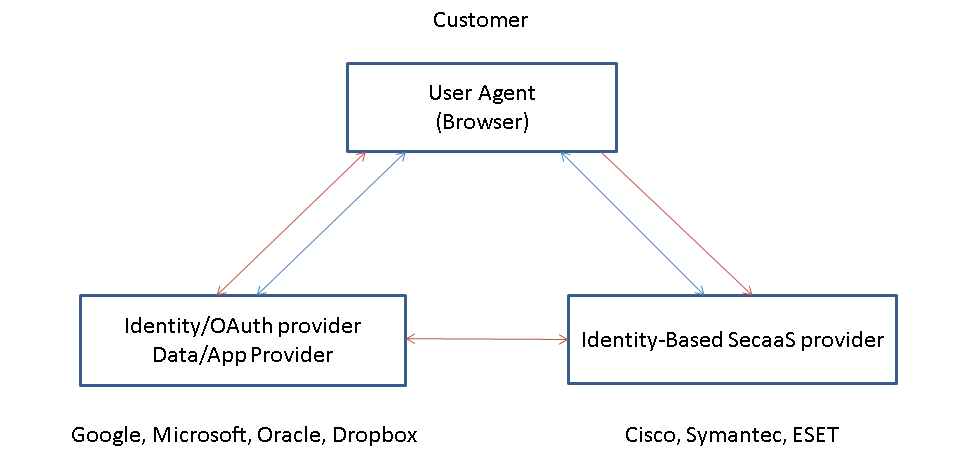 Customer
User Agent
(Browser)
Identity/OAuth provider
Data/App Provider
Identity-Based SecaaS provider
Google, Microsoft, Oracle, Dropbox
Cisco, Symantec, ESET